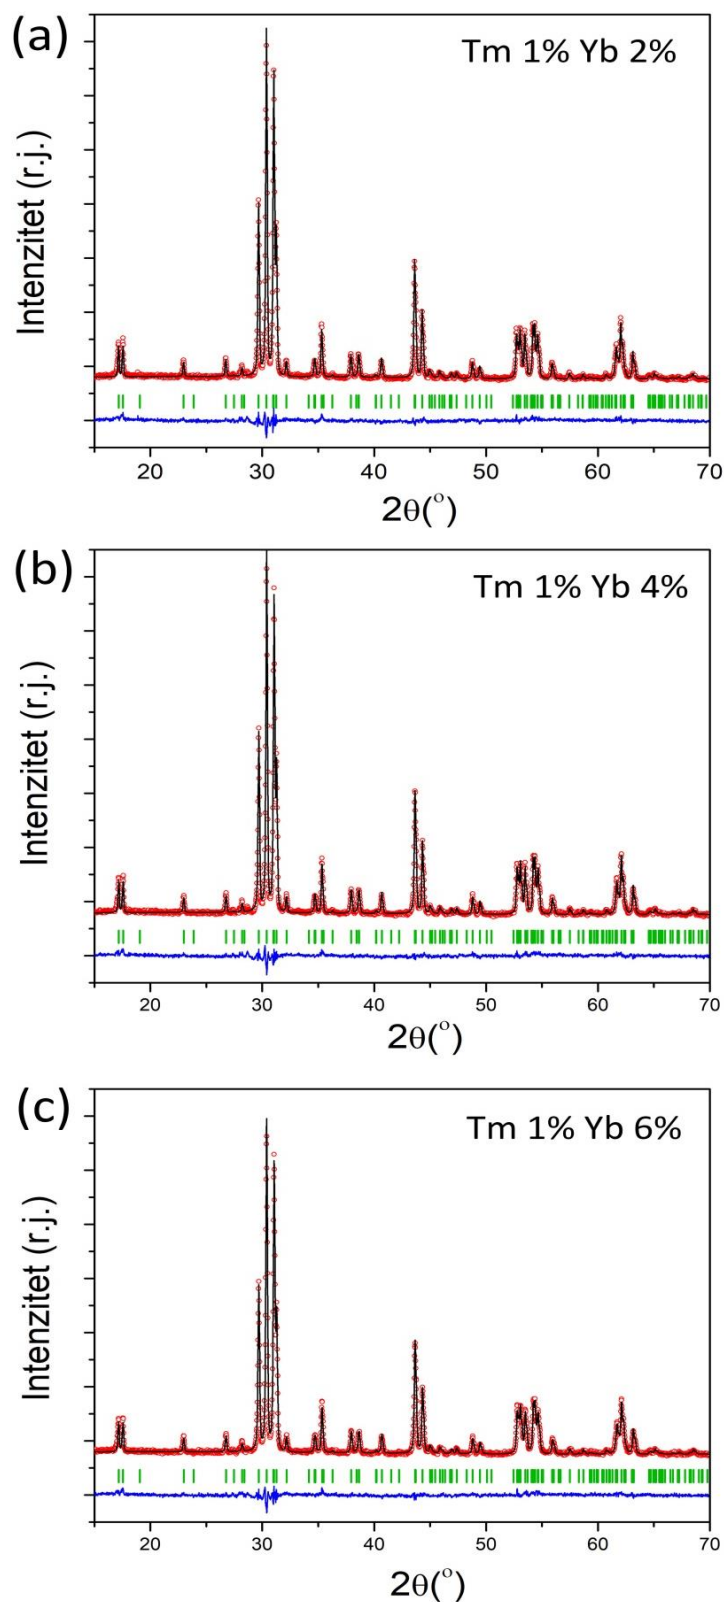 (a)
Tm 1% Yb 2%
Intenzitet (r.j.)
20 30 40 50 60 70
2θ(°)
(b)
Tm 1% Yb 4%
Intenzitet (r.j.)
20 30 40 50 60 70
2θ(°)
(c)
Tm 1% Yb 6%
Intenzitet (r.j.)
20 30 40 50 60 70
2θ(°)